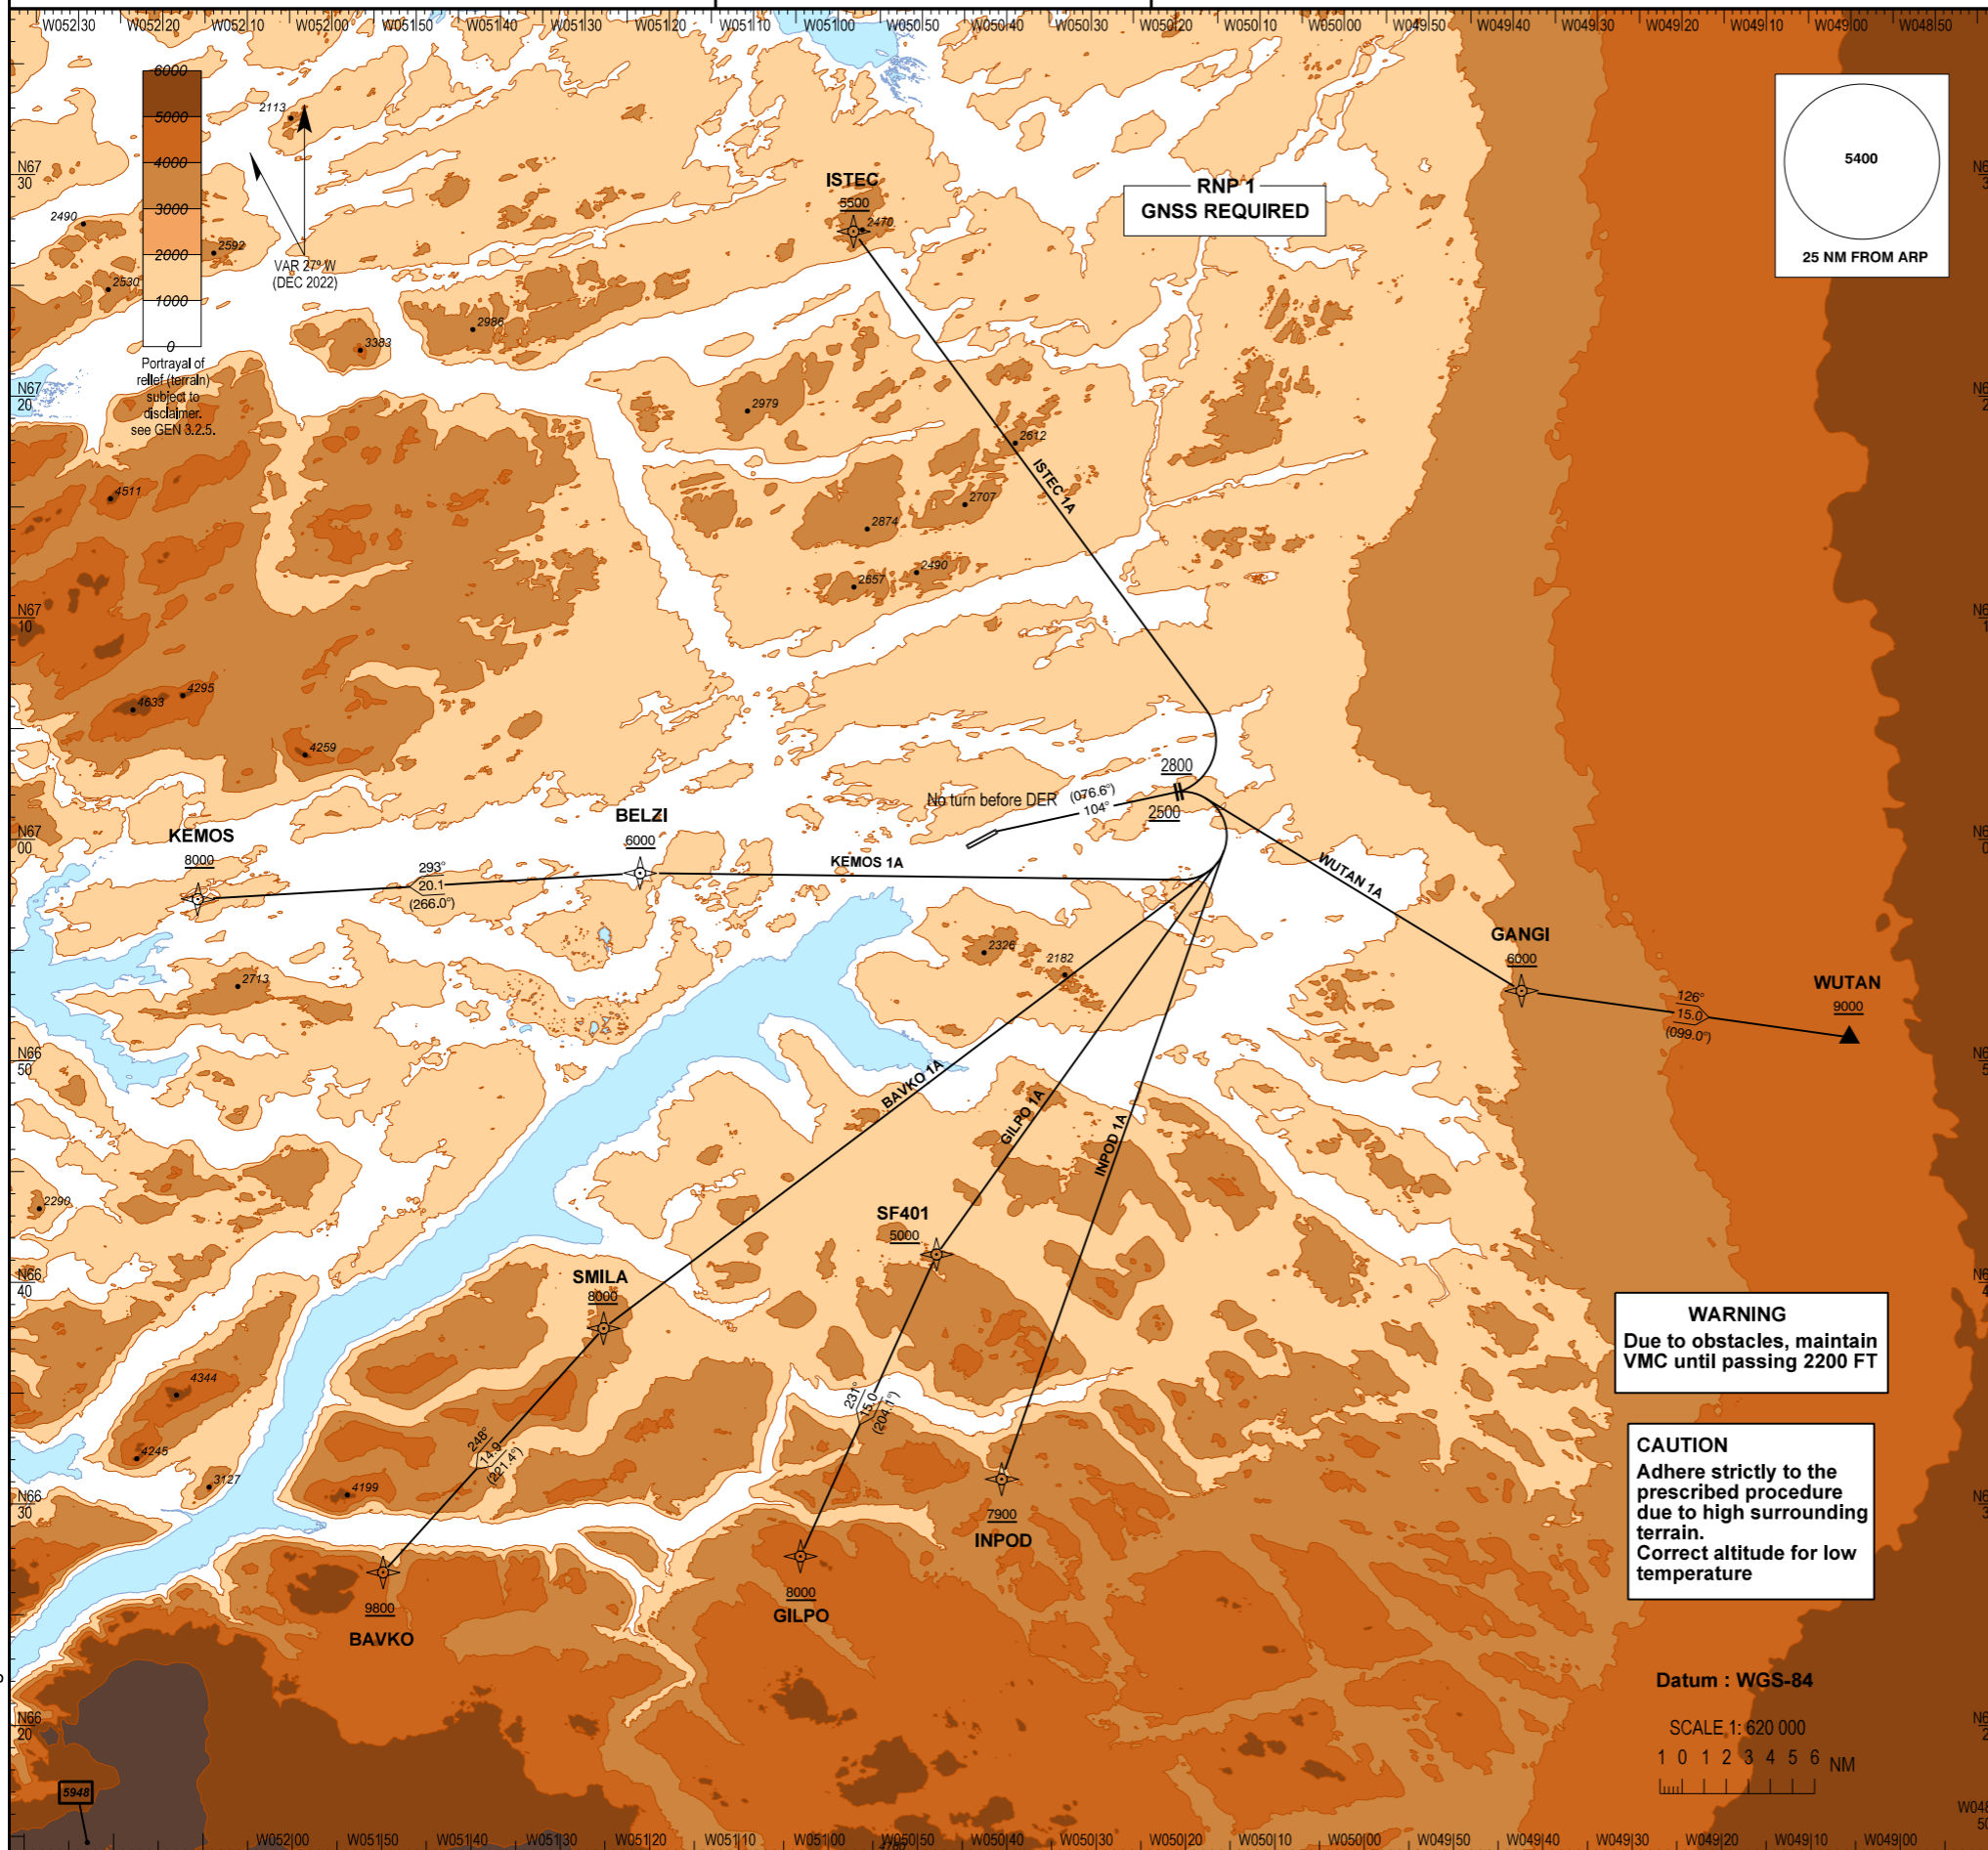 W052|30 W052|20 W052|10 W052|00 W051|50 W051|40 W051|30 W051|20 W051|10 W051|00 W050|50 W050|40 W050|30 W050|20 W050|10 W050|00 W049|50 W049|40 W049|30 W049|20 W049|10 W049|00 W048|50
6000
5000
4000
3000
2000
1000
0
Portrayal of
relief (terrain)
subject to
disclaimer.
see GEN 3.2.5.
VAR 27° W
(DEC 2022)
2113
2490
2592
2530
2986
3383
N67
30
N67
20
N67
10
N67
00
N66
50
N66
40
N66
30
N66
20
ISTEC
5500
2470
RNP 1
GNSS REQUIRED
5400
25 NM FROM ARP
2979
2612
ISTEC 1A
4511
2707
2874
2490
2657
4295
4633
4259
2800
No turn before DER
(076.6°)
104°
2500
KEMOS
8000
293°
20.1
(266.0°)
BELZI
6000
KEMOS 1A
WUTAN 1A
GANGI
6000
126°
15.0
(099.0°)
WUTAN
9000
2326
2182
2713
BAVKO 1A
GILPO 1A
INPOD 1A
2290
SF401
5000
SMILA
8000
4344
4245
3127
4199
248°
14.9
(221.4°)
231°
15.0
(204.1°)
BAVKO
9800
GILPO
8000
INPOD
7900
WARNING
Due to obstacles, maintain
VMC until passing 2200 FT
CAUTION
Adhere strictly to the
prescribed procedure
due to high surrounding
terrain.
Correct altitude for low
temperature
Datum : WGS-84
SCALE 1: 620 000
1 0 1 2 3 4 5 6 NM
5948
4780
W048
50
W052|00 W051|50 W051|40 W051|30 W051|20 W051|10 W051|00 W050|50 W050|40 W050|30 W050|20 W050|10 W050|00 W049|50 W049|40 W049|30 W049|20 W049|10 W049|00